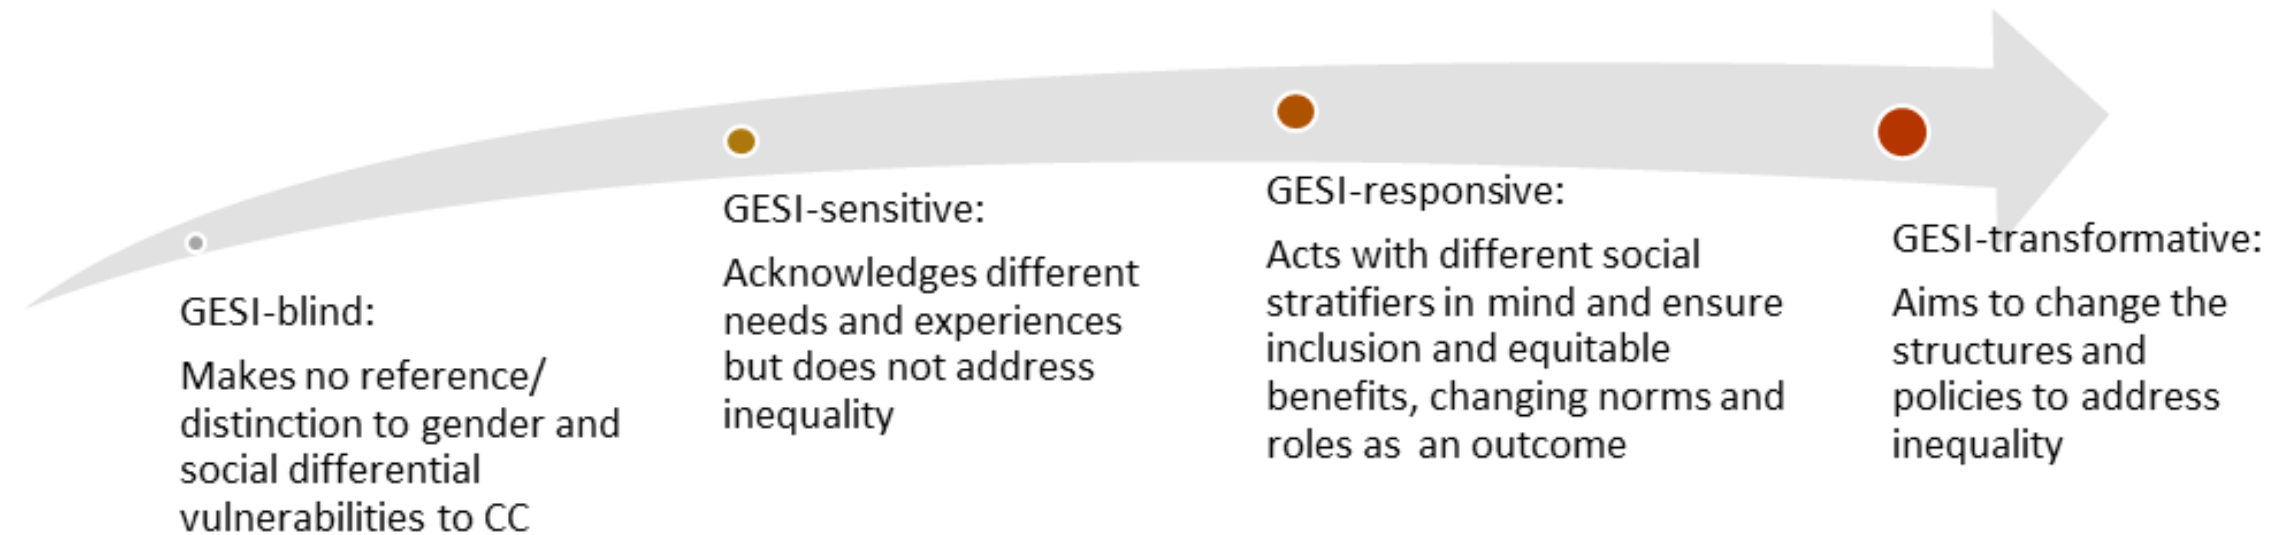 GESI-blind:
Makes no reference/
distinction to gender and
social differential
vulnerabilities to CC
GESI-sensitive:
Acknowledges different
needs and experiences
but does not address
inequality
GESI-responsive:
Acts with different social
stratifiers in mind and ensure
inclusion and equitable
benefits, changing norms and
roles as an outcome
GESI-transformative:
Aims to change the
structures and
policies to address
inequality